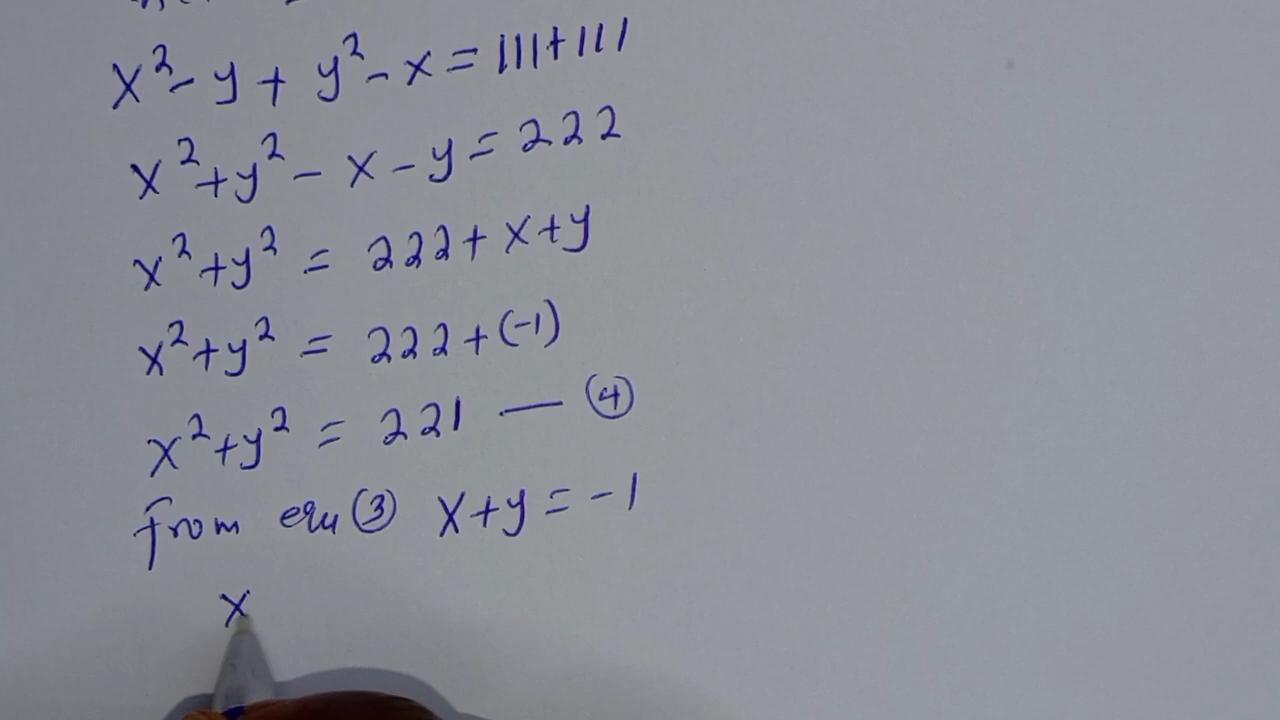 x² - y + y² - x = 111 + 111
x² + y² - x - y = 222
x² + y² = 222 + x + y
x² + y² = 222 + (-1)
x² + y² = 221 — ④
from equ ③ x + y = -1
x